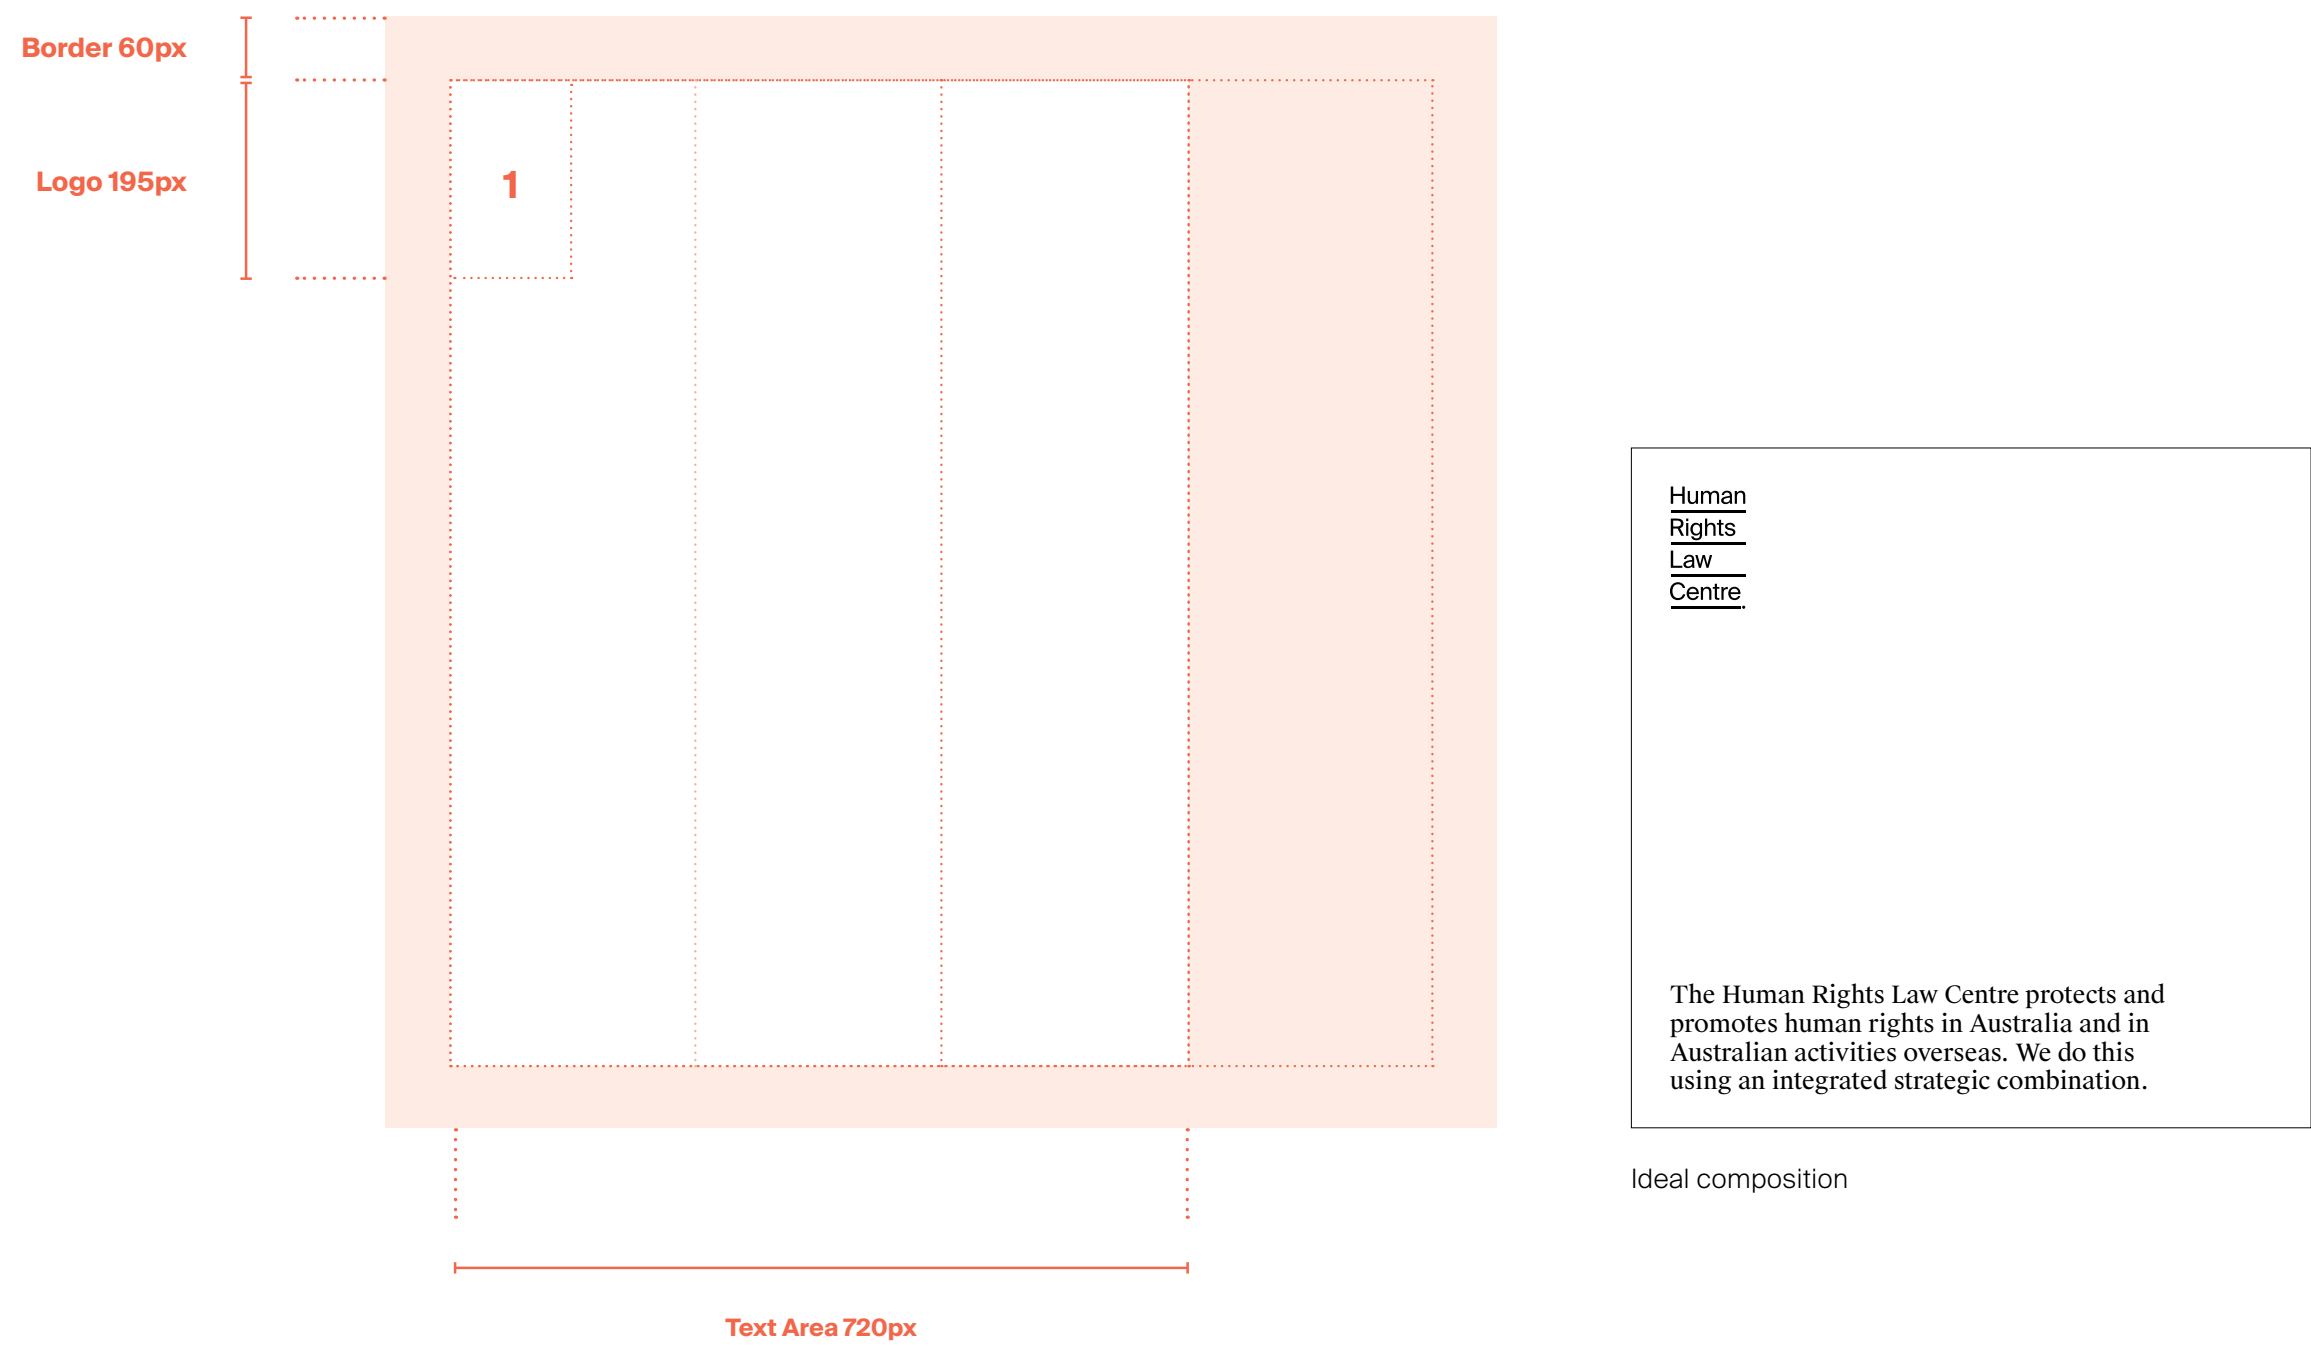 Border 60px
Logo 195px
1
Human
Rights
Law
Centre.
The Human Rights Law Centre protects and
promotes human rights in Australia and in
Australian activities overseas. We do this
using an integrated strategic combination.
Ideal composition
Text Area 720px